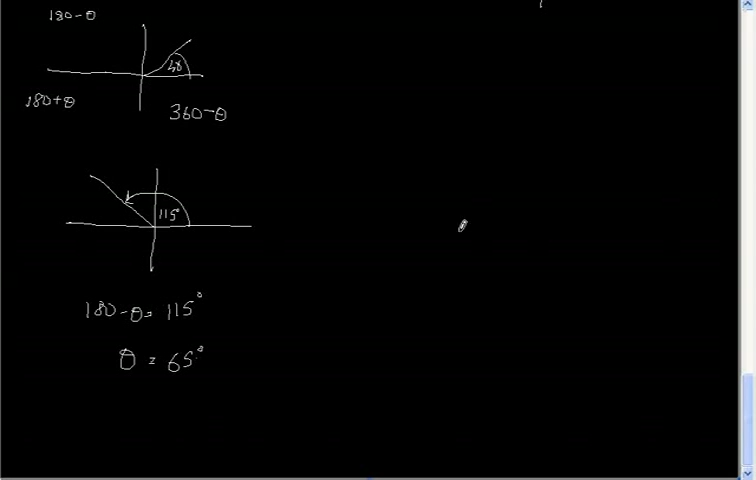 180-θ
48
180+θ
360-θ
115°
180-θ = 115°
θ = 65°